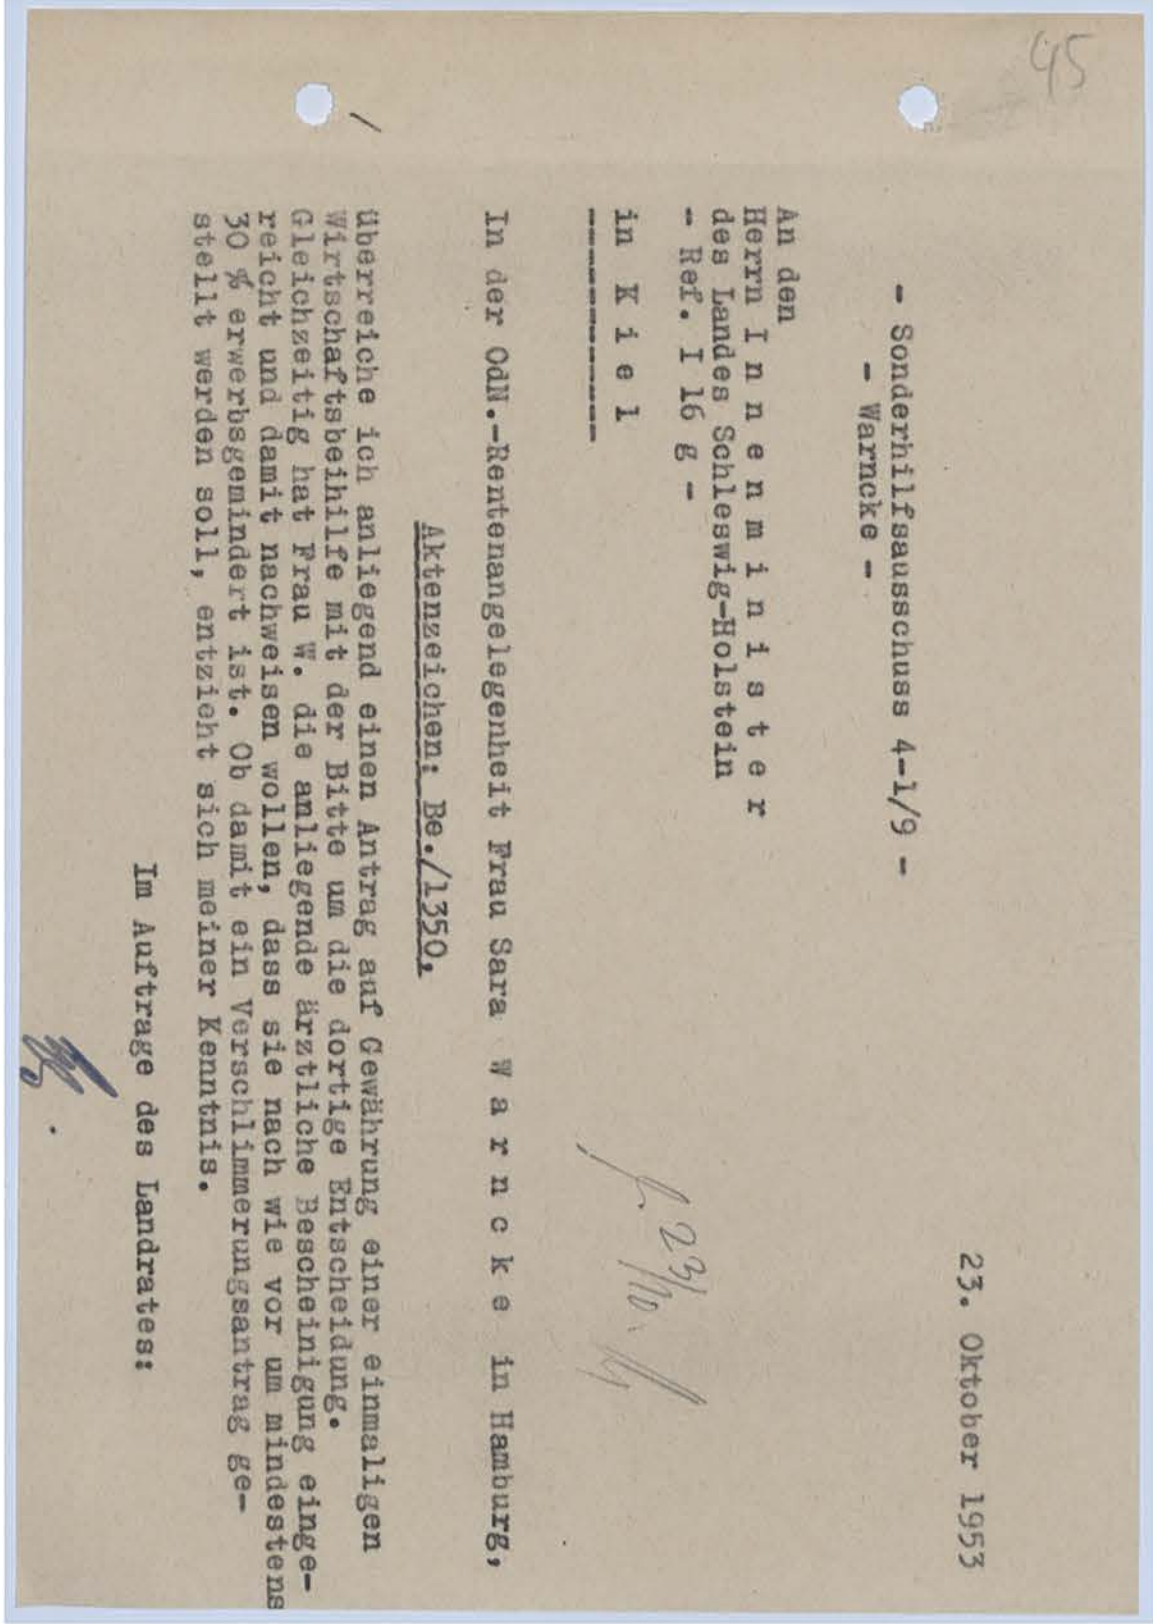 45
23. Oktober 1953
- Sonderhilfsausschuss 4-1/9 -
- Warncke -
An den
Herrn I n n e n m i n i s t e r
des Landes Schleswig-Holstein
- Ref. I 16 g -
in K i e l
-------------
23/10.
In der OdN.-Rentenangelegenheit Frau Sara W a r n c k e in Hamburg,
Aktenzeichen: Be./1350,
/
überreiche ich anliegend einen Antrag auf Gewährung einer einmaligen
Wirtschaftsbeihilfe mit der Bitte um die dortige Entscheidung.
Gleichzeitig hat Frau W. die anliegende ärztliche Bescheinigung einge-
reicht und damit nachweisen wollen, dass sie nach wie vor um mindestens
30 % erwerbsgemindert ist. Ob damit ein Verschlimmerungsantrag ge-
stellt werden soll, entzieht sich meiner Kenntnis.
Im Auftrage des Landrates: